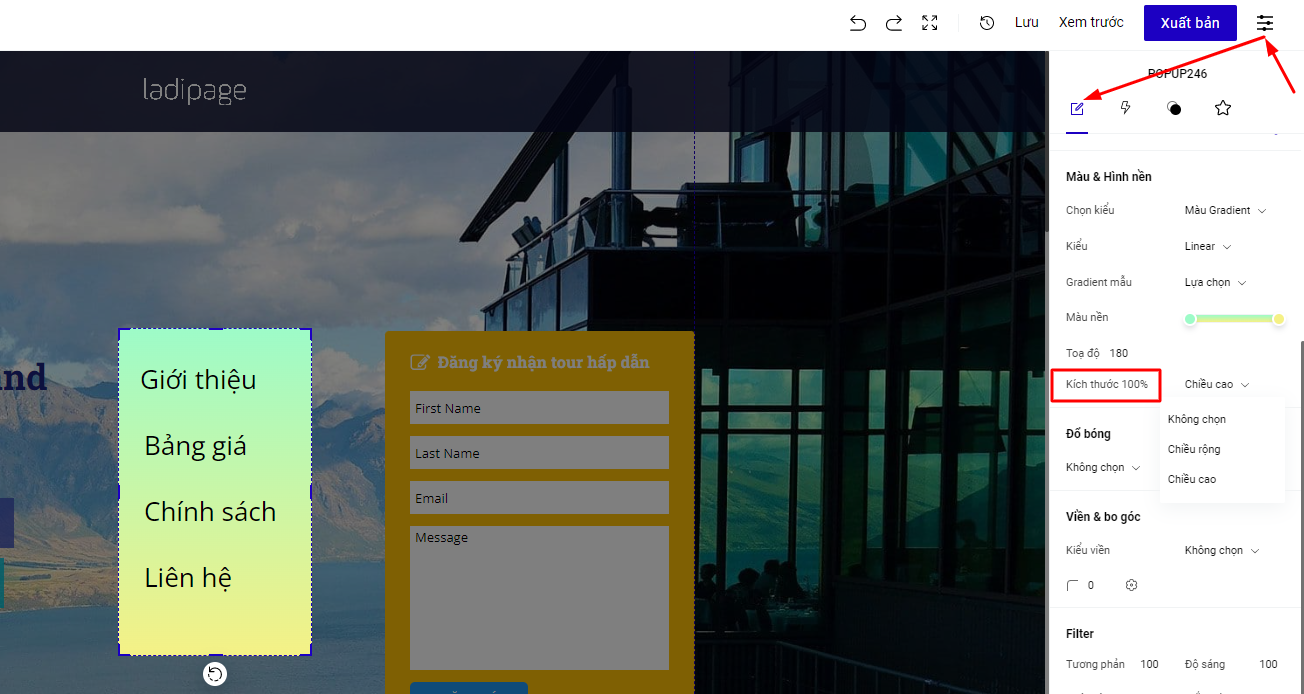 Lưu Xem trước Xuất bản
ladipage
POPUP246
Màu & Hình nền
Chọn kiểu Màu Gradient
Kiểu Linear
Gradient mẫu Lựa chọn
Màu nền
Toạ độ 180
Kích thước 100% Chiều cao
Không chọn
Chiều rộng
Chiều cao
Đổ bóng
Không chọn
Viền & bo góc
Kiểu viền Không chọn
0
Filter
Tương phản 100 Độ sáng 100
and
Giới thiệu
Bảng giá
Chính sách
Liên hệ
Đăng ký nhận tour hấp dẫn
First Name
Last Name
Email
Message